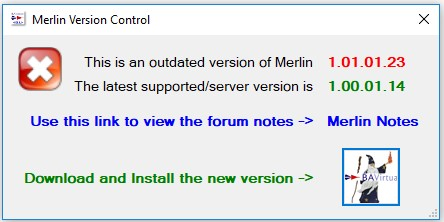 Merlin Version Control
This is an outdated version of Merlin 1.01.01.23
The latest supported/server version is 1.00.01.14
Use this link to view the forum notes -> Merlin Notes
Download and Install the new version ->
BAVirtua